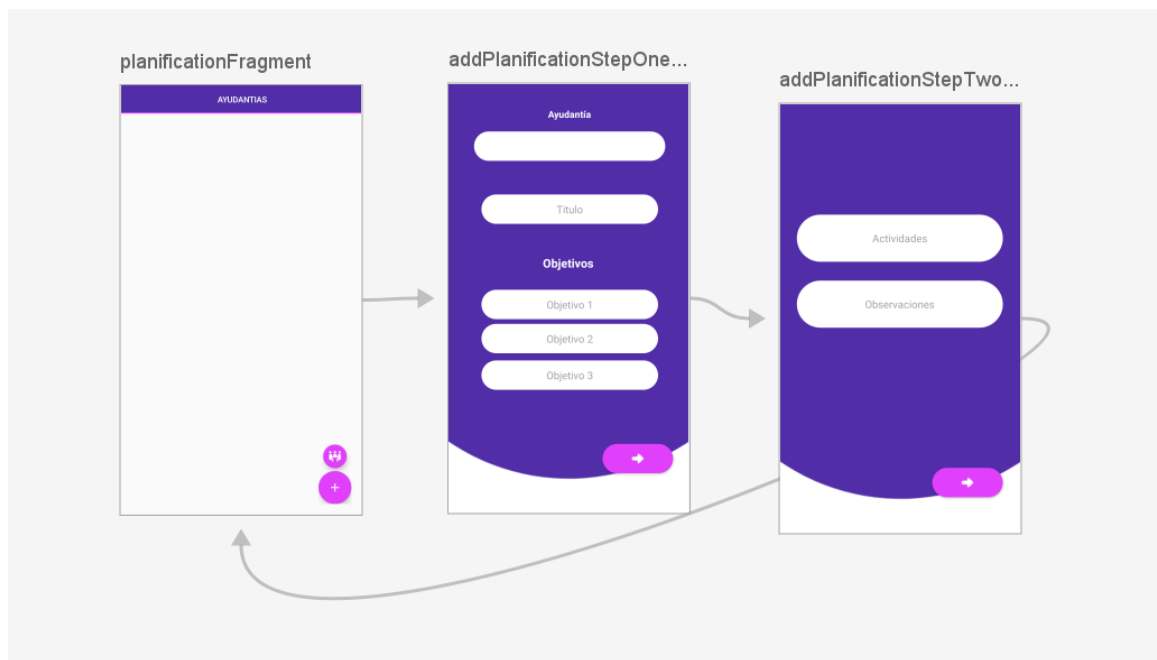 planificationFragment
AYUDANTIAS
addPlanificationStepOne...
Ayudantía
Titulo
Objetivos
Objetivo 1
Objetivo 2
Objetivo 3
addPlanificationStepTwo...
Actividades
Observaciones